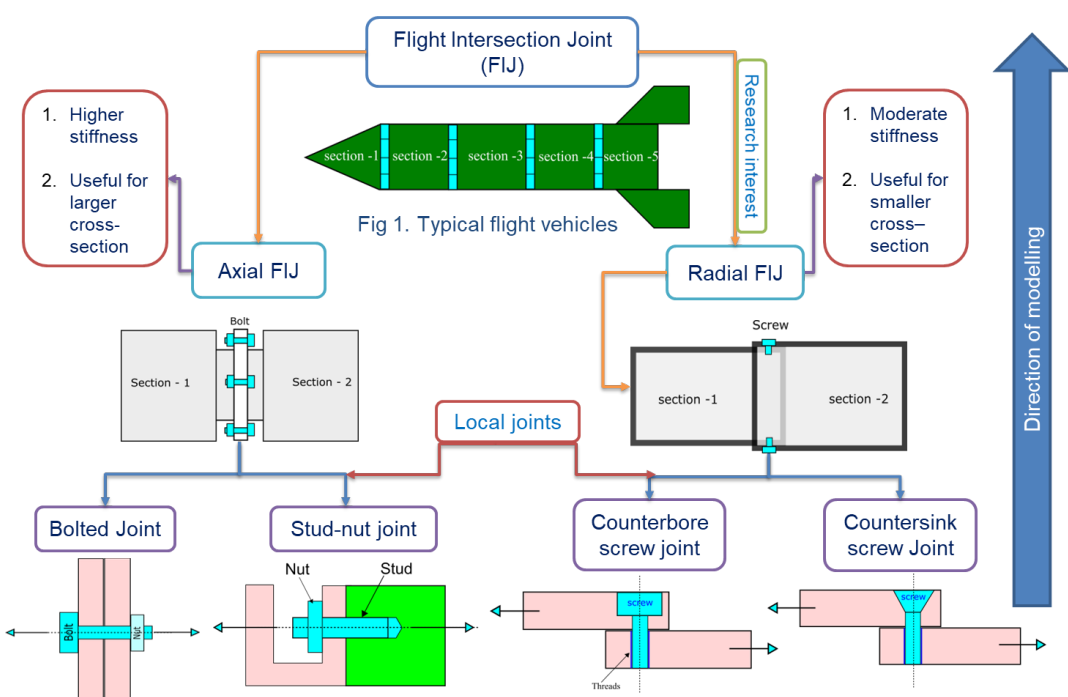 Flight Intersection Joint
(FIJ)
1. Higher
stiffness
2. Useful for
larger
cross-
section
Research interest
1. Moderate
stiffness
2. Useful for
smaller
cross–
section
section -1
section -2
section -3
section -4
section -5
Fig 1. Typical flight vehicles
Axial FIJ
Radial FIJ
Direction of modelling
Bolt
Section - 1
Section - 2
Screw
section -1
section -2
Local joints
Bolted Joint
Stud-nut joint
Counterbore
screw joint
Countersink
screw Joint
Bolt
Nut
Nut
Stud
screw
Threads
screw